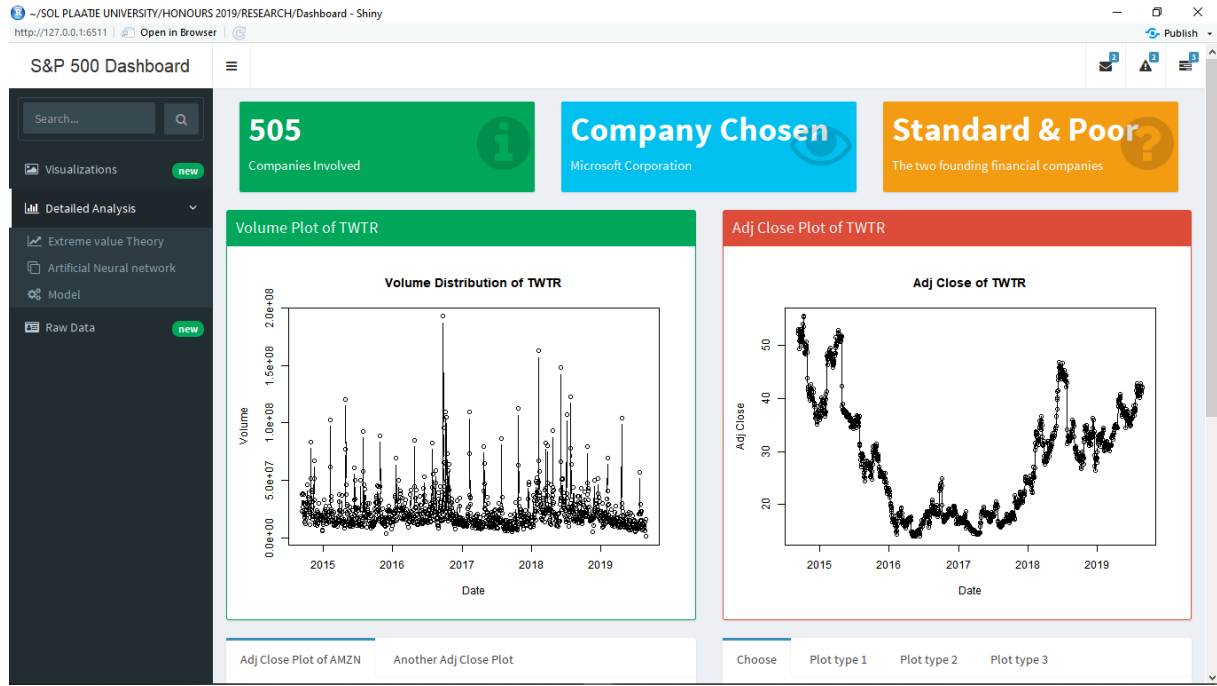 ~/SOL PLAATJE UNIVERSITY/HONOURS 2019/RESEARCH/Dashboard - Shiny
http://127.0.0.1:6511 Open in Browser Publish
S&P 500 Dashboard 2 2 3
Search...
Visualizations new
Detailed Analysis
Extreme value Theory
Artificial Neural network
Model
Raw Data new
505
Companies Involved
Company Chosen
Microsoft Corporation
Standard & Poor
The two founding financial companies
Volume Plot of TWTR
Volume Distribution of TWTR
Volume
2.0e+08
1.5e+08
1.0e+08
5.0e+07
0.0e+00
2015 2016 2017 2018 2019
Date
Adj Close Plot of TWTR
Adj Close of TWTR
Adj Close
50
40
30
20
2015 2016 2017 2018 2019
Date
Adj Close Plot of AMZN Another Adj Close Plot
Choose Plot type 1 Plot type 2 Plot type 3